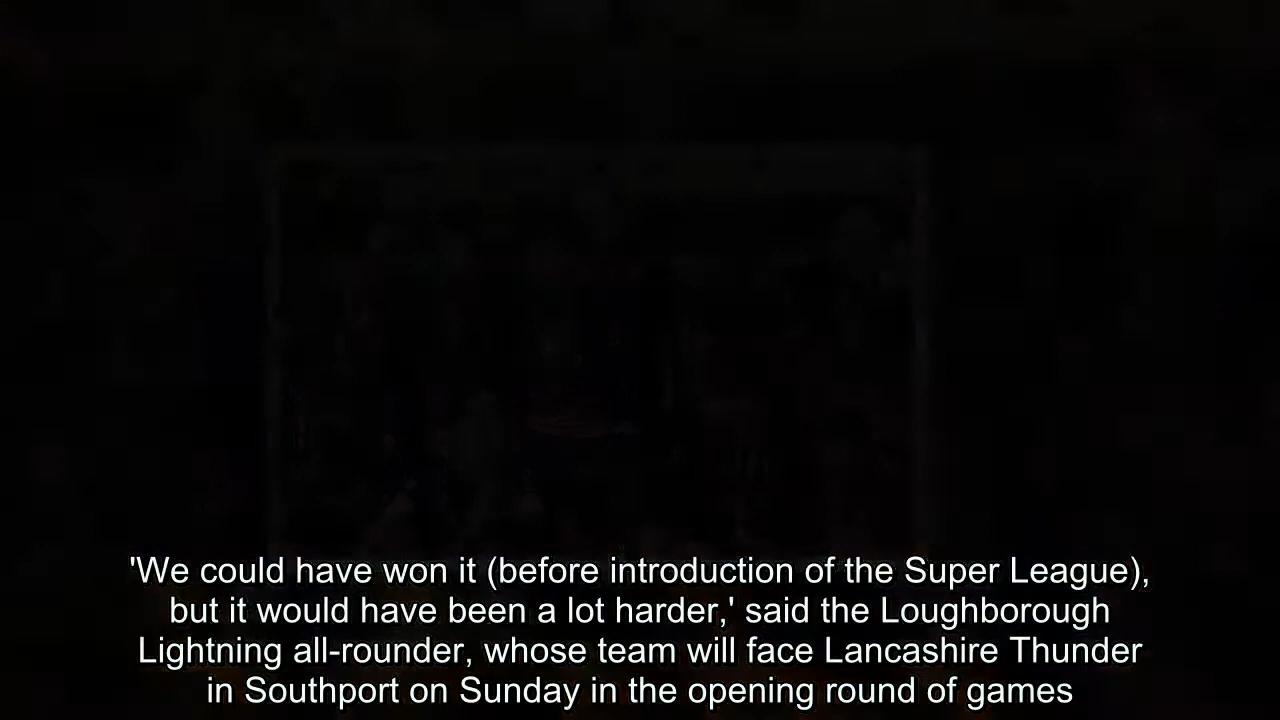 'We could have won it (before introduction of the Super League),
but it would have been a lot harder,' said the Loughborough
Lightning all-rounder, whose team will face Lancashire Thunder
in Southport on Sunday in the opening round of games